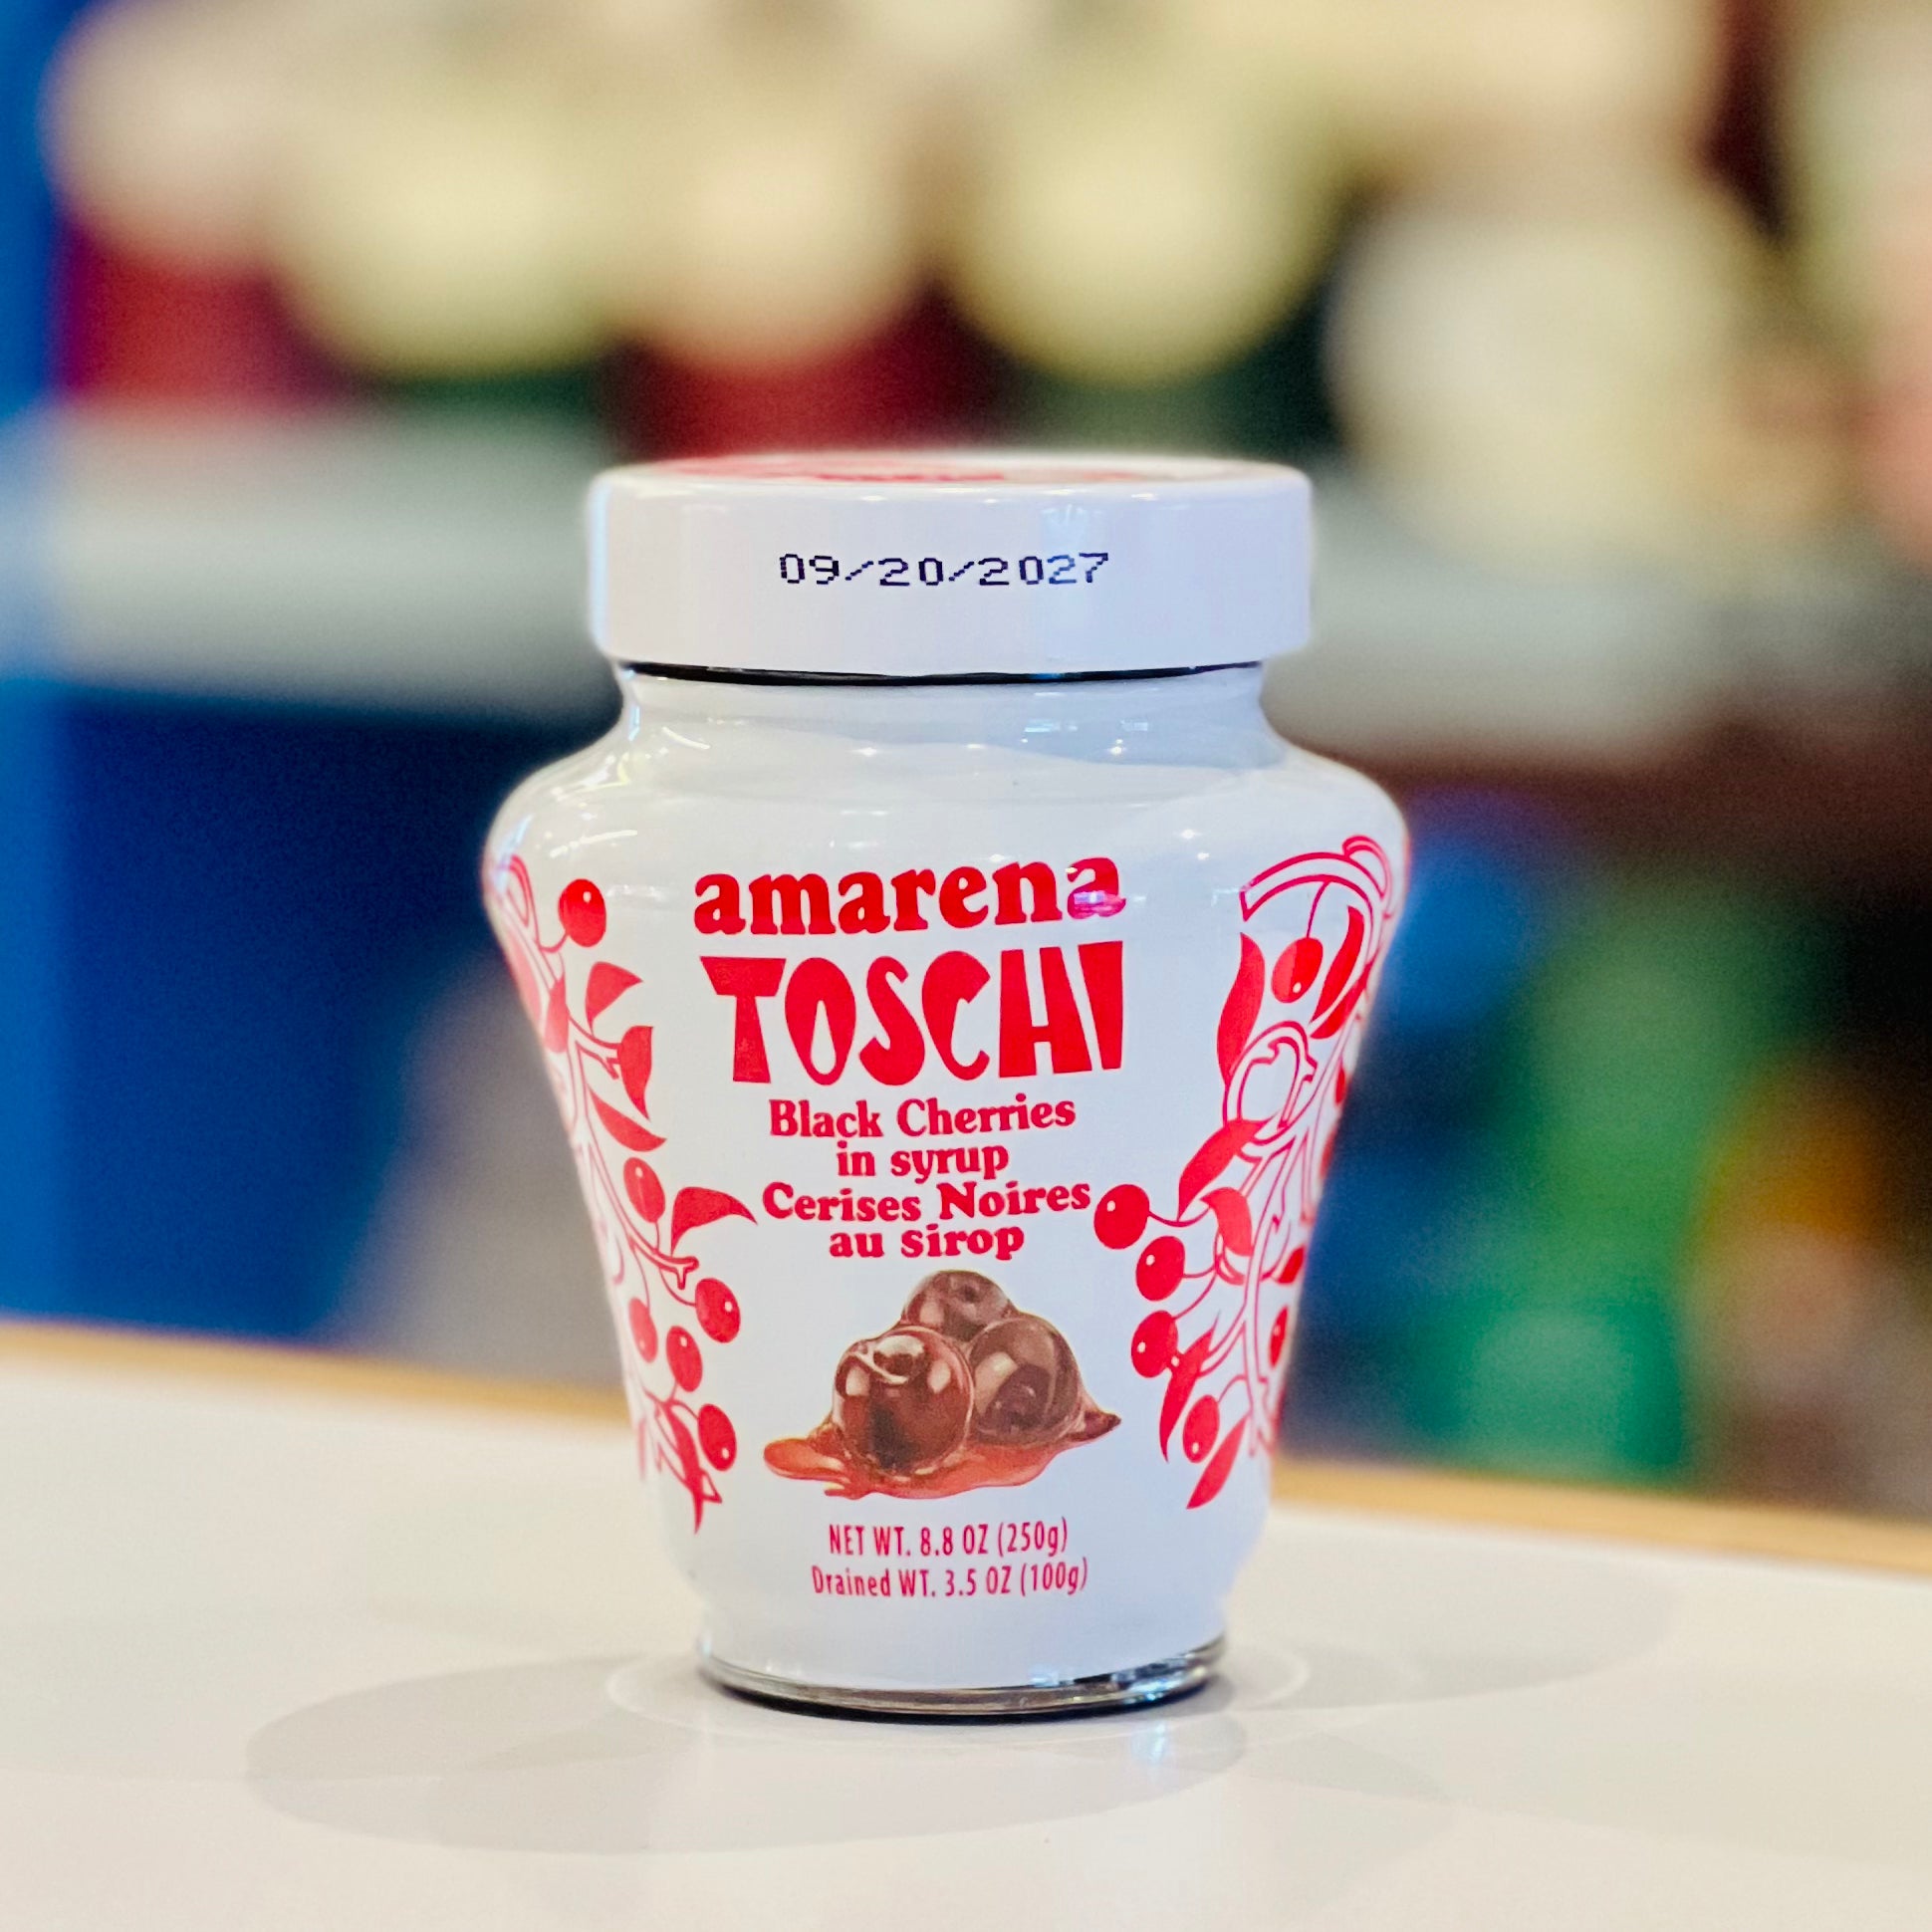 09/20/2027
amarena
TOSCHI
Black Cherries
in syrup
Cerises Noires
au sirop
NET WT. 8.8 OZ (250g)
Drained WT. 3.5 OZ (100g)